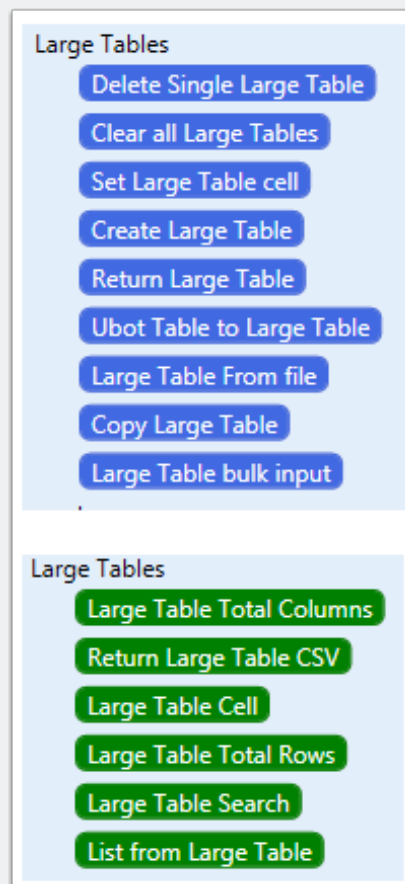 Large Tables
Delete Single Large Table
Clear all Large Tables
Set Large Table cell
Create Large Table
Return Large Table
Ubot Table to Large Table
Large Table From file
Copy Large Table
Large Table bulk input
Large Tables
Large Table Total Columns
Return Large Table CSV
Large Table Cell
Large Table Total Rows
Large Table Search
List from Large Table